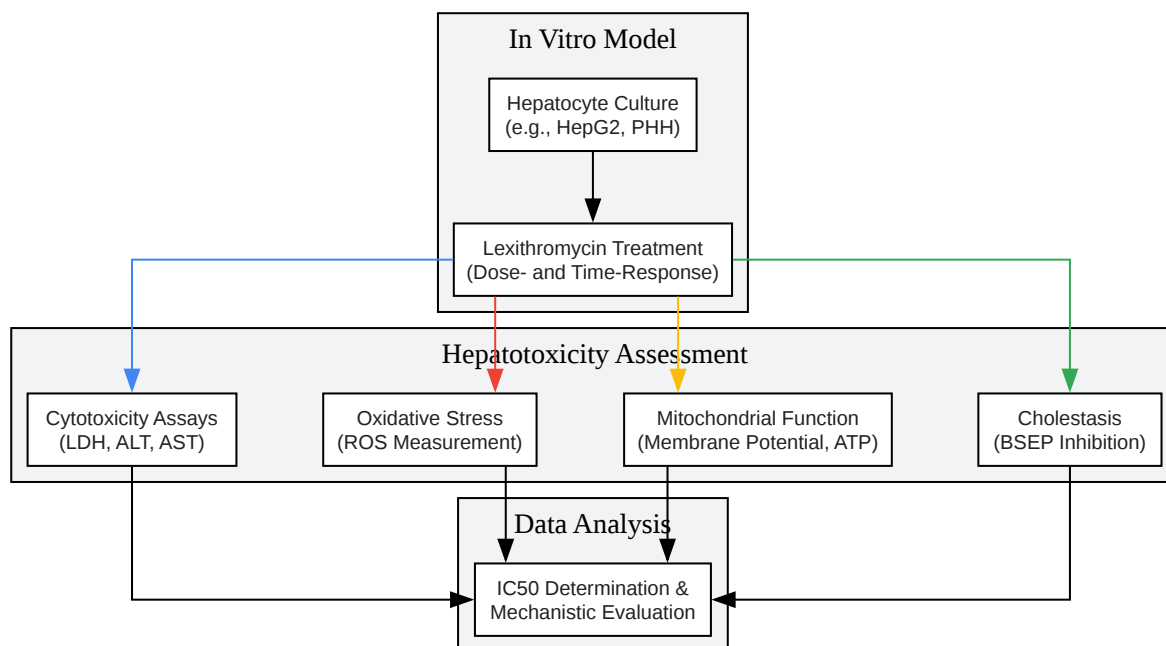 In Vitro Model
Hepatocyte Culture
(e.g., HepG2, PHH)
Lexithromycin Treatment
(Dose- and Time-Response)
Hepatotoxicity Assessment
Cytotoxicity Assays
(LDH, ALT, AST)
Oxidative Stress
(ROS Measurement)
Mitochondrial Function
(Membrane Potential, ATP)
Cholestasis
(BSEP Inhibition)
Data Analysis
IC50 Determination &
Mechanistic Evaluation